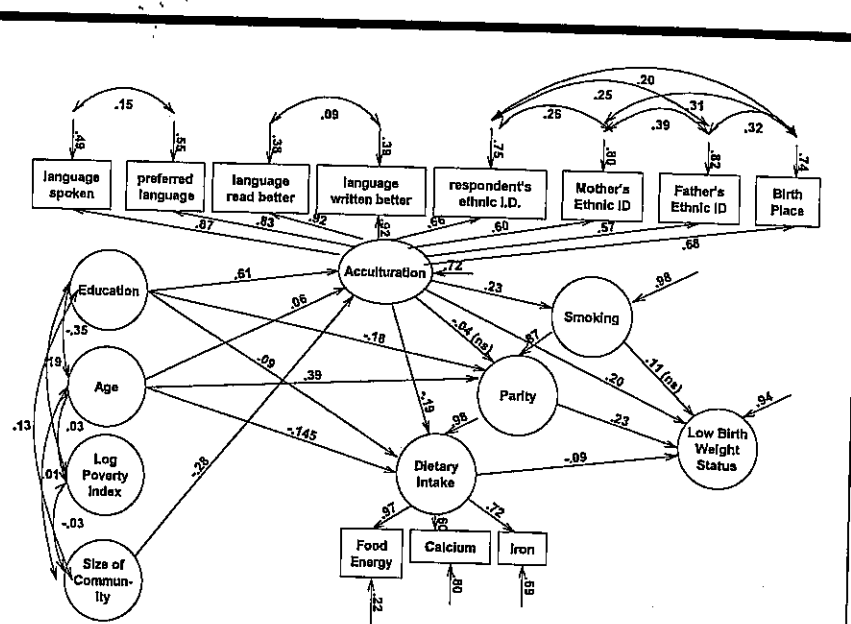 .15
.09
.20
.25
.31
.26
.39
.32
.49
.55
.38
.39
.75
.80
.82
.74
language
spoken
preferred
language
language
read better
language
written better
respondent's
ethnic I.D.
Mother's
Ethnic ID
Father's
Ethnic ID
Birth
Place
.87
.83
.92
.92
.66
.60
.57
.68
Acculturation
.72
Education
.61
.06
.23
Smoking
.98
-.35
-.18
-.04 (ns)
.87
.11 (ns)
.19
-.09
Age
.39
.20
Parity
.94
.13
.03
-.145
-.19
.98
.23
Low Birth
Weight
Status
Log
Poverty
Index
-.28
Dietary
Intake
-.09
.01
-.03
.97
.60
.72
Food
Energy
Calcium
Iron
Size of
Commun-
ity
.22
.80
.69